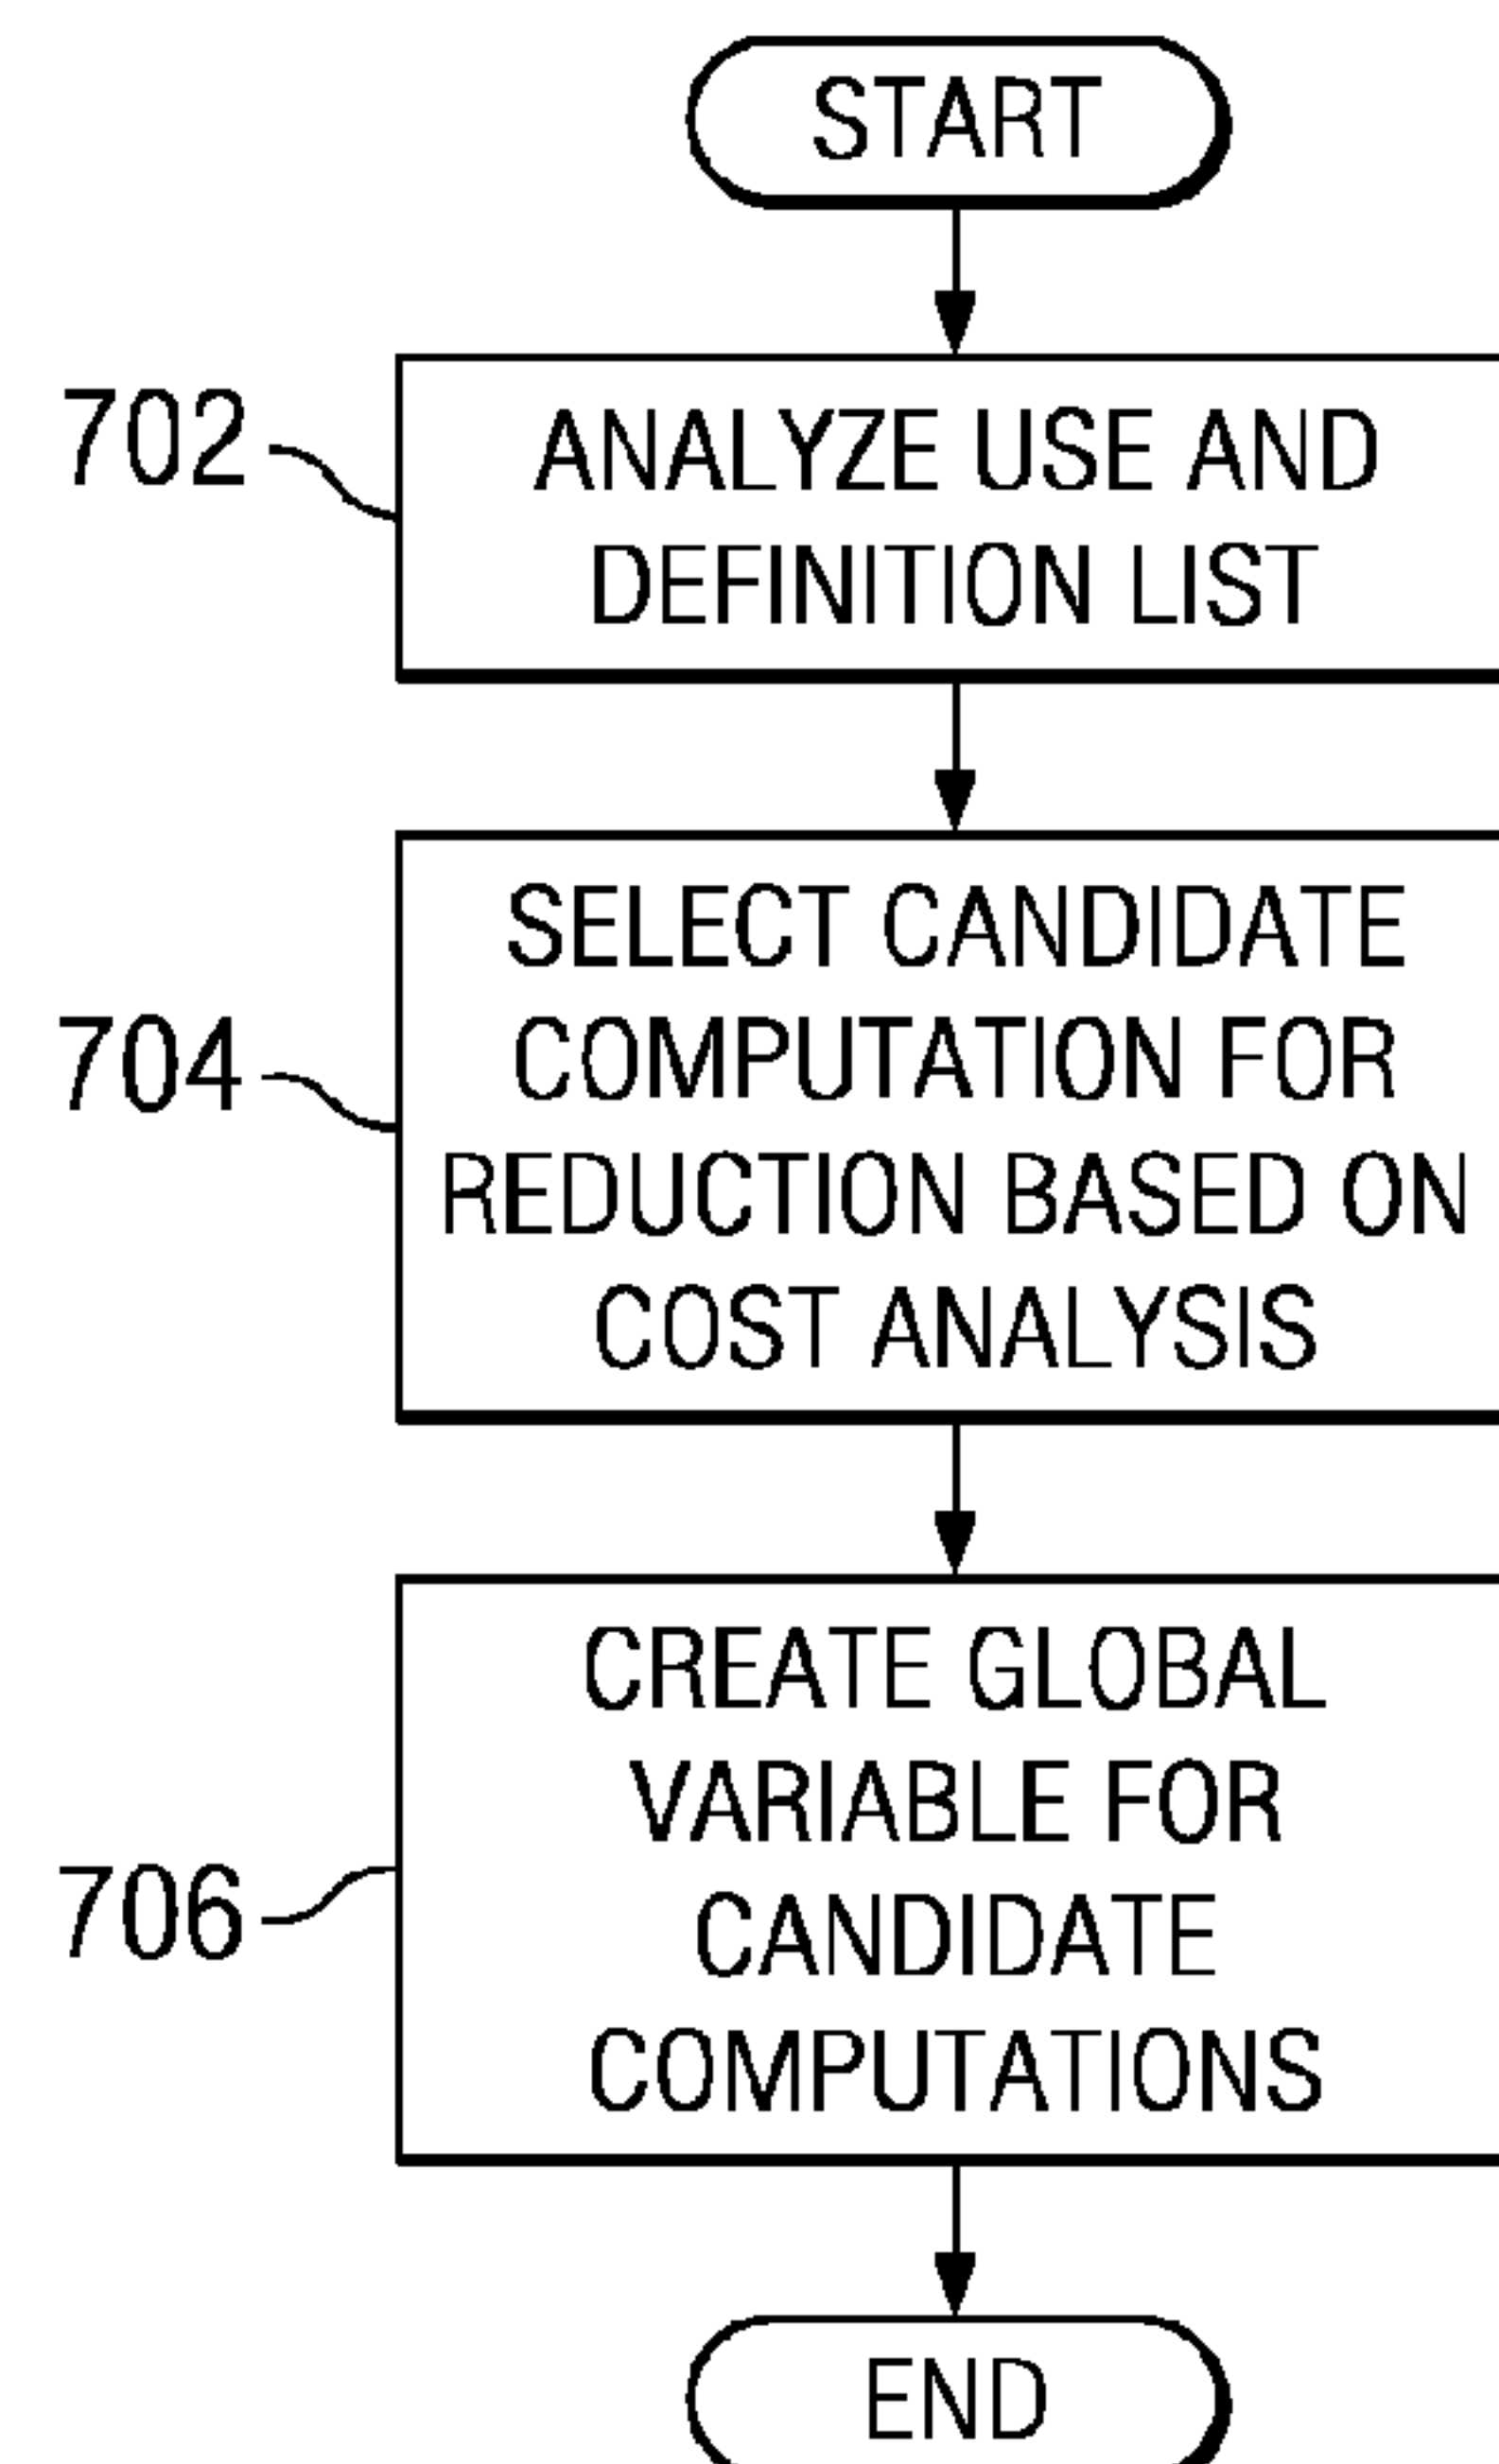 START
702
ANALYZE USE AND
DEFINITION LIST
704
SELECT CANDIDATE
COMPUTATION FOR
REDUCTION BASED ON
COST ANALYSIS
706
CREATE GLOBAL
VARIABLE FOR
CANDIDATE
COMPUTATIONS
END